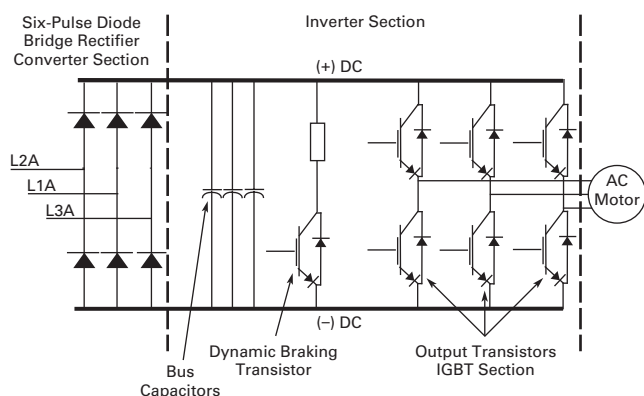 Six-Pulse Diode
Bridge Rectifier
Converter Section
Inverter Section
(+) DC
L2A
L1A
L3A
AC
Motor
(–) DC
Bus
Capacitors
Dynamic Braking
Transistor
Output Transistors
IGBT Section